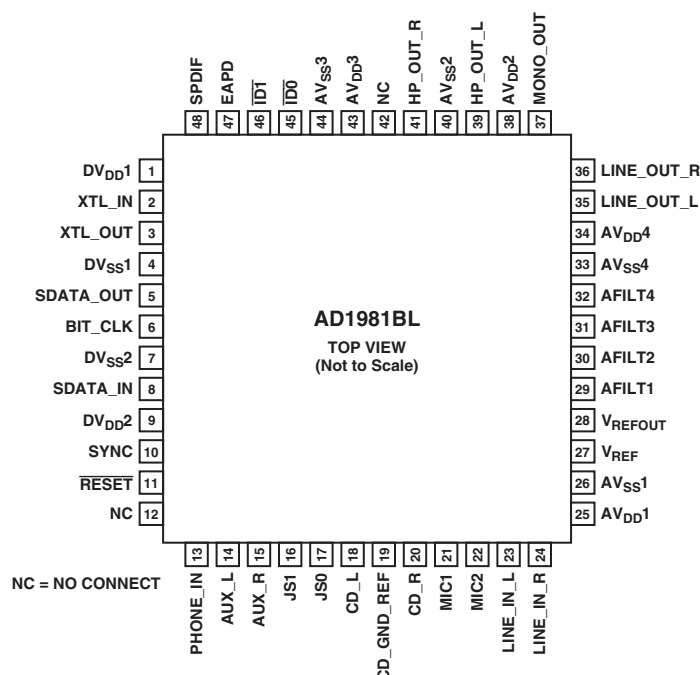 SPDIF
EAPD
ID1
ID0
AVSS3
AVDD3
NC
HP_OUT_R
AVSS2
HP_OUT_L
AVDD2
MONO_OUT
48 47 46 45 44 43 42 41 40 39 38 37
DVDD1 1
XTL_IN 2
XTL_OUT 3
DVSS1 4
SDATA_OUT 5
BIT_CLK 6
DVSS2 7
SDATA_IN 8
DVDD2 9
SYNC 10
RESET 11
NC 12
AD1981BL
TOP VIEW
(Not to Scale)
36 LINE_OUT_R
35 LINE_OUT_L
34 AVDD4
33 AVSS4
32 AFILT4
31 AFILT3
30 AFILT2
29 AFILT1
28 VREFOUT
27 VREF
26 AVSS1
25 AVDD1
13 14 15 16 17 18 19 20 21 22 23 24
PHONE_IN
AUX_L
AUX_R
JS1
JS0
CD_L
CD_GND_REF
CD_R
MIC1
MIC2
LINE_IN_L
LINE_IN_R
NC = NO CONNECT